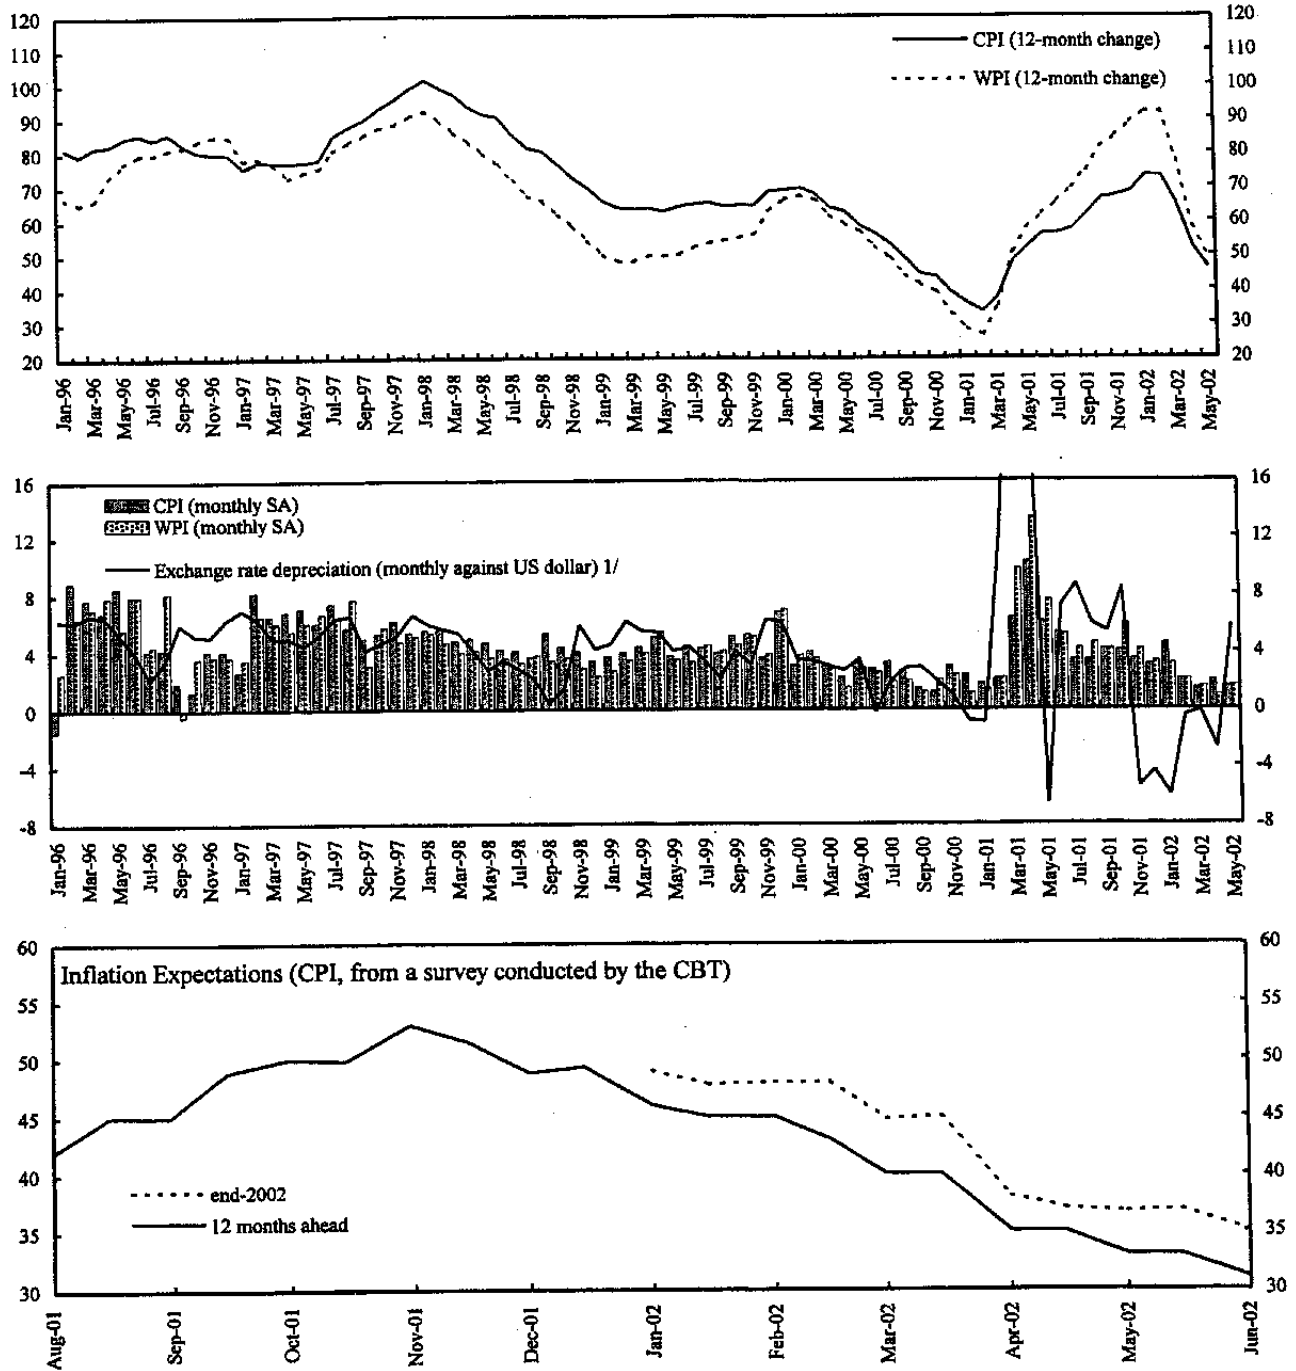 120
110
100
90
80
70
60
50
40
30
20
CPI (12-month change)
WPI (12-month change)
120
110
100
90
80
70
60
50
40
30
20
Jan-96
Mar-96
May-96
Jul-96
Sep-96
Nov-96
Jan-97
Mar-97
May-97
Jul-97
Sep-97
Nov-97
Jan-98
Mar-98
May-98
Jul-98
Sep-98
Nov-98
Jan-99
Mar-99
May-99
Jul-99
Sep-99
Nov-99
Jan-00
Mar-00
May-00
Jul-00
Sep-00
Nov-00
Jan-01
Mar-01
May-01
Jul-01
Sep-01
Nov-01
Jan-02
Mar-02
May-02
16
12
8
4
0
-4
-8
CPI (monthly SA)
WPI (monthly SA)
Exchange rate depreciation (monthly against US dollar) 1/
16
12
8
4
0
-4
-8
Jan-96
Mar-96
May-96
Jul-96
Sep-96
Nov-96
Jan-97
Mar-97
May-97
Jul-97
Sep-97
Nov-97
Jan-98
Mar-98
May-98
Jul-98
Sep-98
Nov-98
Jan-99
Mar-99
May-99
Jul-99
Sep-99
Nov-99
Jan-00
Mar-00
May-00
Jul-00
Sep-00
Nov-00
Jan-01
Mar-01
May-01
Jul-01
Sep-01
Nov-01
Jan-02
Mar-02
May-02
60
55
50
45
40
35
30
Inflation Expectations (CPI, from a survey conducted by the CBT)
end-2002
12 months ahead
60
55
50
45
40
35
30
Aug-01
Sep-01
Oct-01
Nov-01
Dec-01
Jan-02
Feb-02
Mar-02
Apr-02
May-02
Jun-02